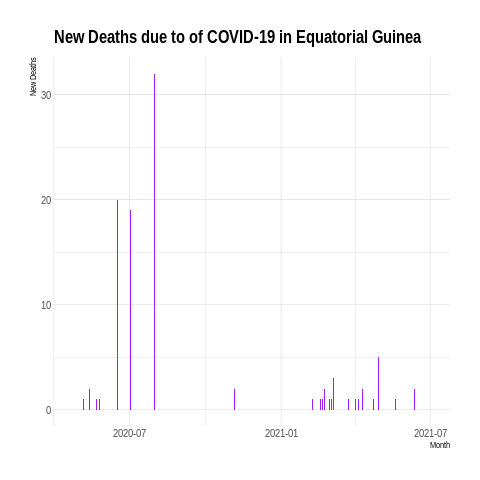 New Deaths due to of COVID-19 in Equatorial Guinea
New Deaths
30
20
10
0
2020-07
2021-01
2021-07
Month